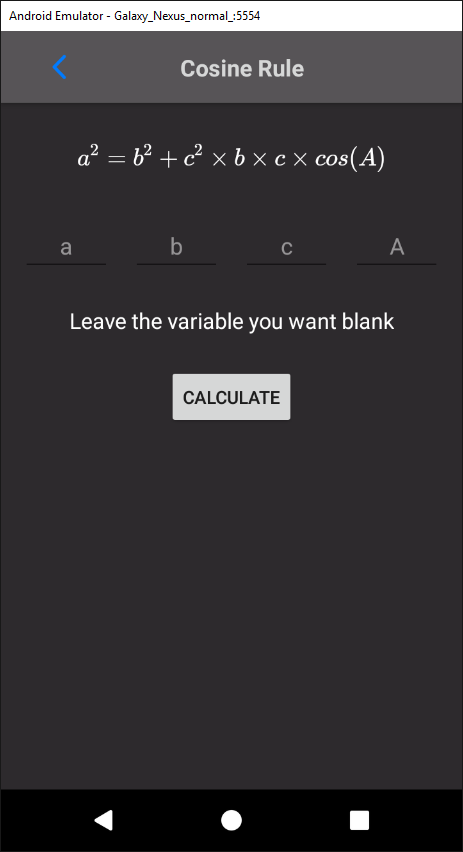 Android Emulator - Galaxy_Nexus_normal_:5554
Cosine Rule
a² = b² + c² × b × c × cos(A)
a b c A
Leave the variable you want blank
CALCULATE